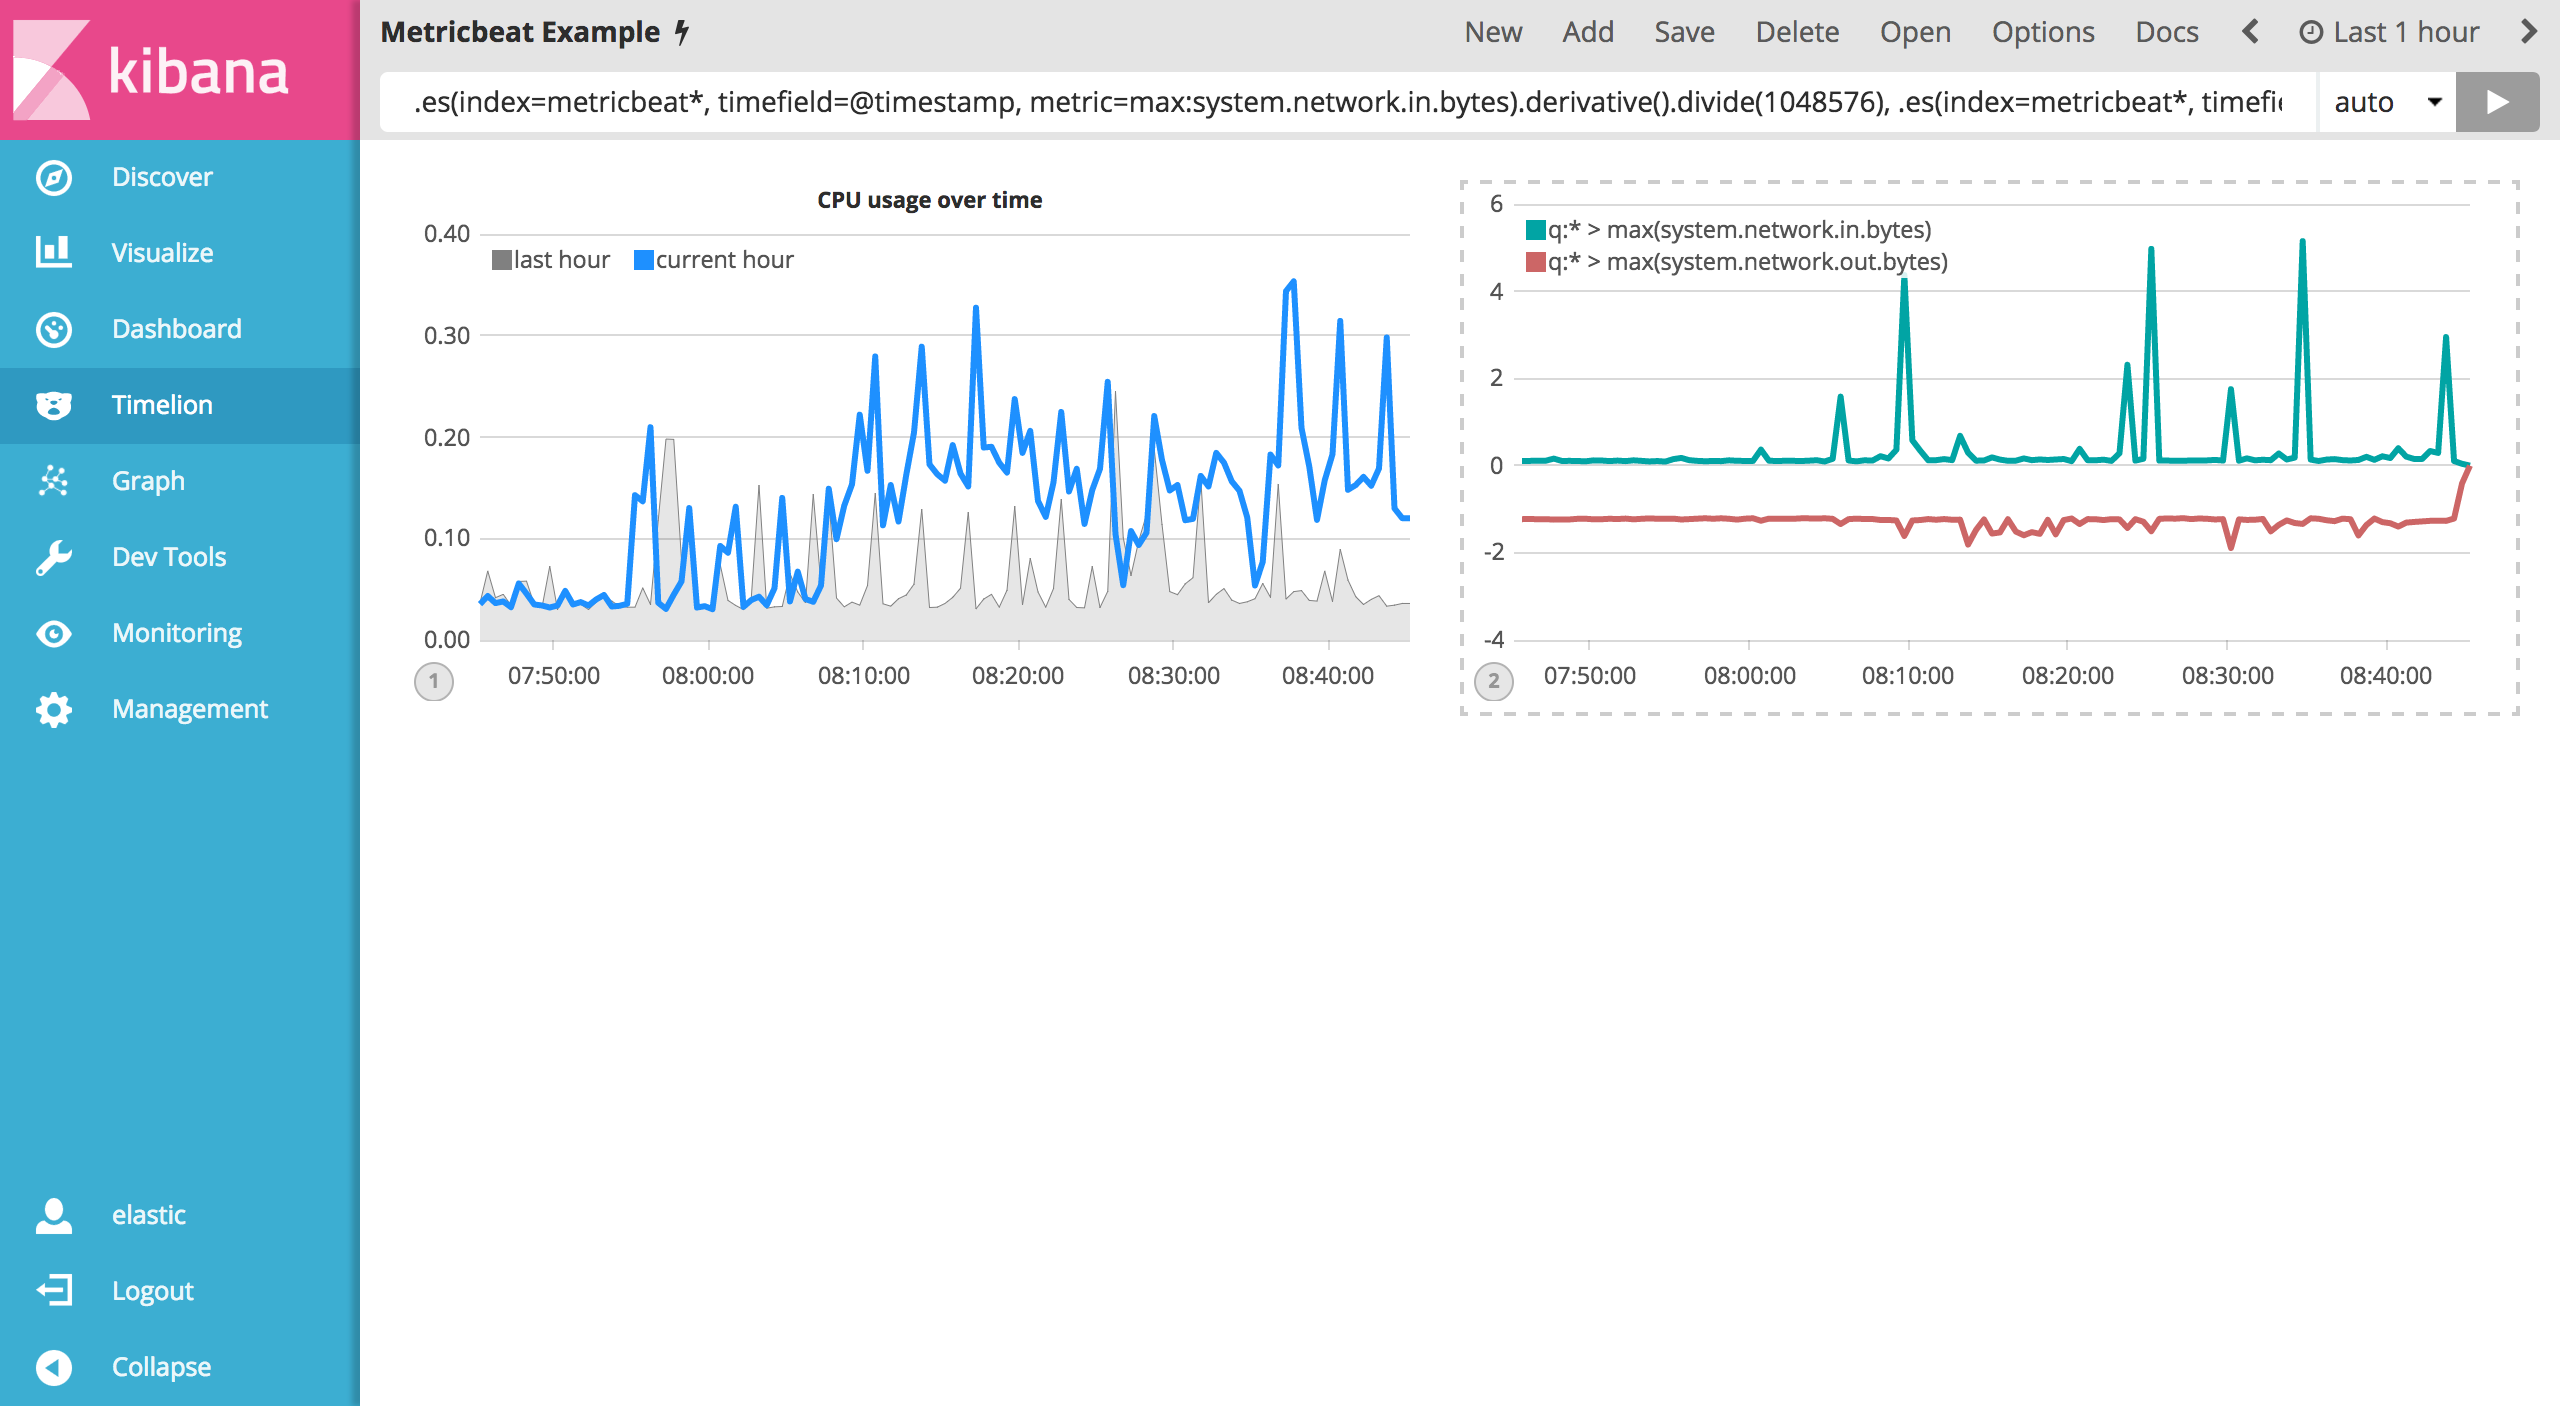 kibana
Discover
Visualize
Dashboard
Timelion
Graph
Dev Tools
Monitoring
Management
elastic
Logout
Collapse
Metricbeat Example
New Add Save Delete Open Options Docs Last 1 hour
.es(index=metricbeat*, timefield=@timestamp, metric=max:system.network.in.bytes).derivative().divide(1048576), .es(index=metricbeat*, timefie
auto
CPU usage over time
last hour current hour
0.40
0.30
0.20
0.10
0.00
07:50:00 08:00:00 08:10:00 08:20:00 08:30:00 08:40:00
1
q:* > max(system.network.in.bytes)
q:* > max(system.network.out.bytes)
6
4
2
0
-2
-4
07:50:00 08:00:00 08:10:00 08:20:00 08:30:00 08:40:00
2